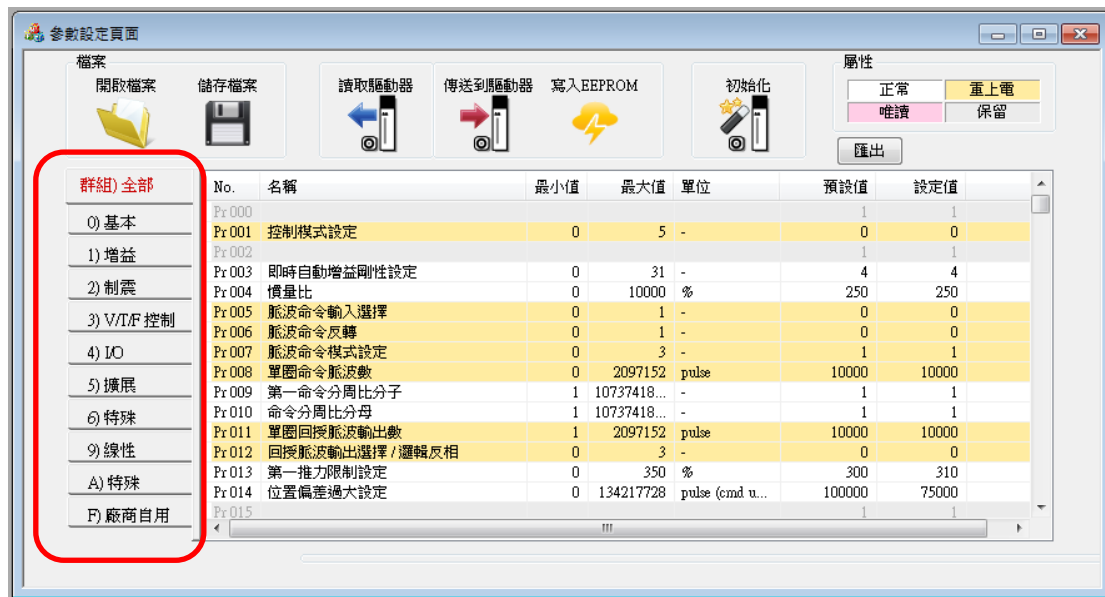 參數設定頁面
檔案
開啟檔案 儲存檔案 讀取驅動器 傳送到驅動器 寫入EEPROM 初始化
屬性
正常 重上電
唯讀 保留
匯出
群組) 全部
0) 基本
1) 增益
2) 制震
3) V/T/F 控制
4) I/O
5) 擴展
6) 特殊
9) 線性
A) 特殊
F) 廠商自用
No. 名稱 最小值 最大值 單位 預設值 設定值
Pr 000 1 1
Pr 001 控制模式設定 0 5 - 0 0
Pr 002 1 1
Pr 003 即時自動增益剛性設定 0 31 - 4 4
Pr 004 慣量比 0 10000 % 250 250
Pr 005 脈波命令輸入選擇 0 1 - 0 0
Pr 006 脈波命令反轉 0 1 - 0 0
Pr 007 脈波命令模式設定 0 3 - 1 1
Pr 008 單圈命令脈波數 0 2097152 pulse 10000 10000
Pr 009 第一命令分周比分子 1 10737418... - 1 1
Pr 010 命令分周比分母 1 10737418... - 1 1
Pr 011 單圈回授脈波輸出數 1 2097152 pulse 10000 10000
Pr 012 回授脈波輸出選擇 / 邏輯反相 0 3 - 0 0
Pr 013 第一推力限制設定 0 350 % 300 310
Pr 014 位置偏差過大設定 0 134217728 pulse (cmd u... 100000 75000
Pr 015 1 1